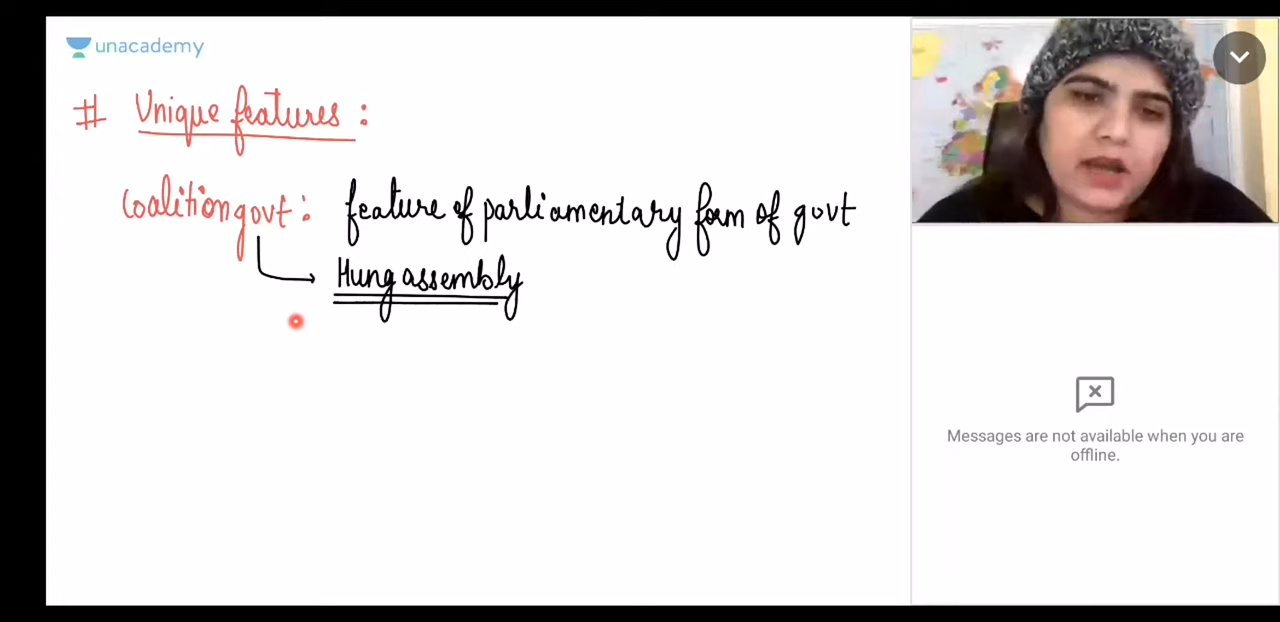 unacademy
# Unique features :
Coalition govt : feature of parliamentary form of govt
Hung assembly
Messages are not available when you are
offline.